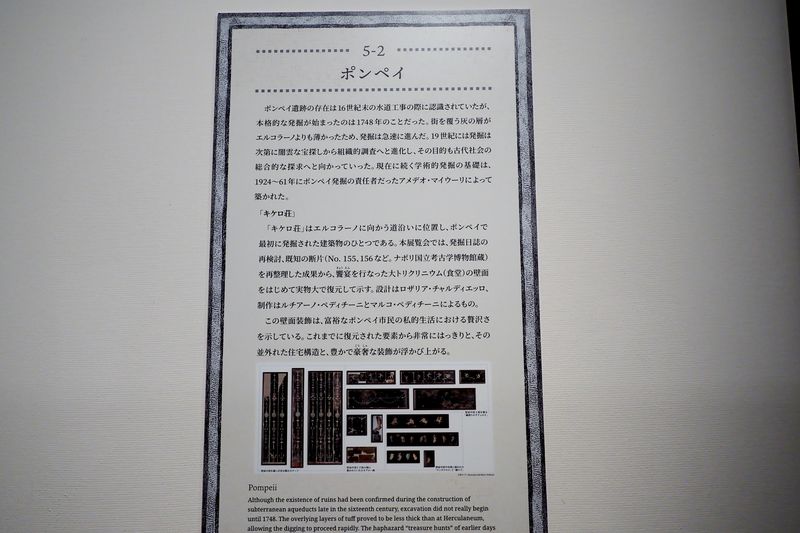 5-2
ポンペイ
ポンペイ遺跡の存在は16世紀末の水道工事の際に認識されていたが、
本格的な発掘が始まったのは1748年のことだった。街を覆う灰の層が
エルコラーノよりも薄かったため、発掘は急速に進んだ。19世紀には発掘は
次第に闇雲な宝探しから組織的調査へと進化し、その目的も古代社会の
総合的な探求へと向かっていった。現在に続く学術的発掘の基礎は、
1924〜61年にポンペイ発掘の責任者だったアメデオ・マイウーリによって
築かれた。
「キケロ荘」
「キケロ荘」はエルコラーノに向かう道沿いに位置し、ポンペイで
最初に発掘された建築物のひとつである。本展覧会では、発掘日誌の
再検討、既知の断片(No. 155, 156など。ナポリ国立考古学博物館蔵)
を再整理した成果から、饗宴を行なった大トリクリニウム(食堂)の壁面
をはじめて実物大で復元して示す。設計はロザリア・チャルディエッロ、
制作はルチアーノ・ペディチーニとマルコ・ペディチーニによるもの。
この壁面装飾は、富裕なポンペイ市民の私的生活における贅沢さ
を示している。これまでに復元された要素から非常にはっきりと、その
並外れた住宅構造と、豊かで豪奢な装飾が浮かび上がる。
Pompeii
Although the existence of ruins had been confirmed during the construction of
subterranean aqueducts late in the sixteenth century, excavation did not really begin
until 1748. The overlying layers of tuff proved to be less thick than at Herculaneum,
allowing the digging to proceed rapidly. The haphazard "treasure hunts" of earlier days